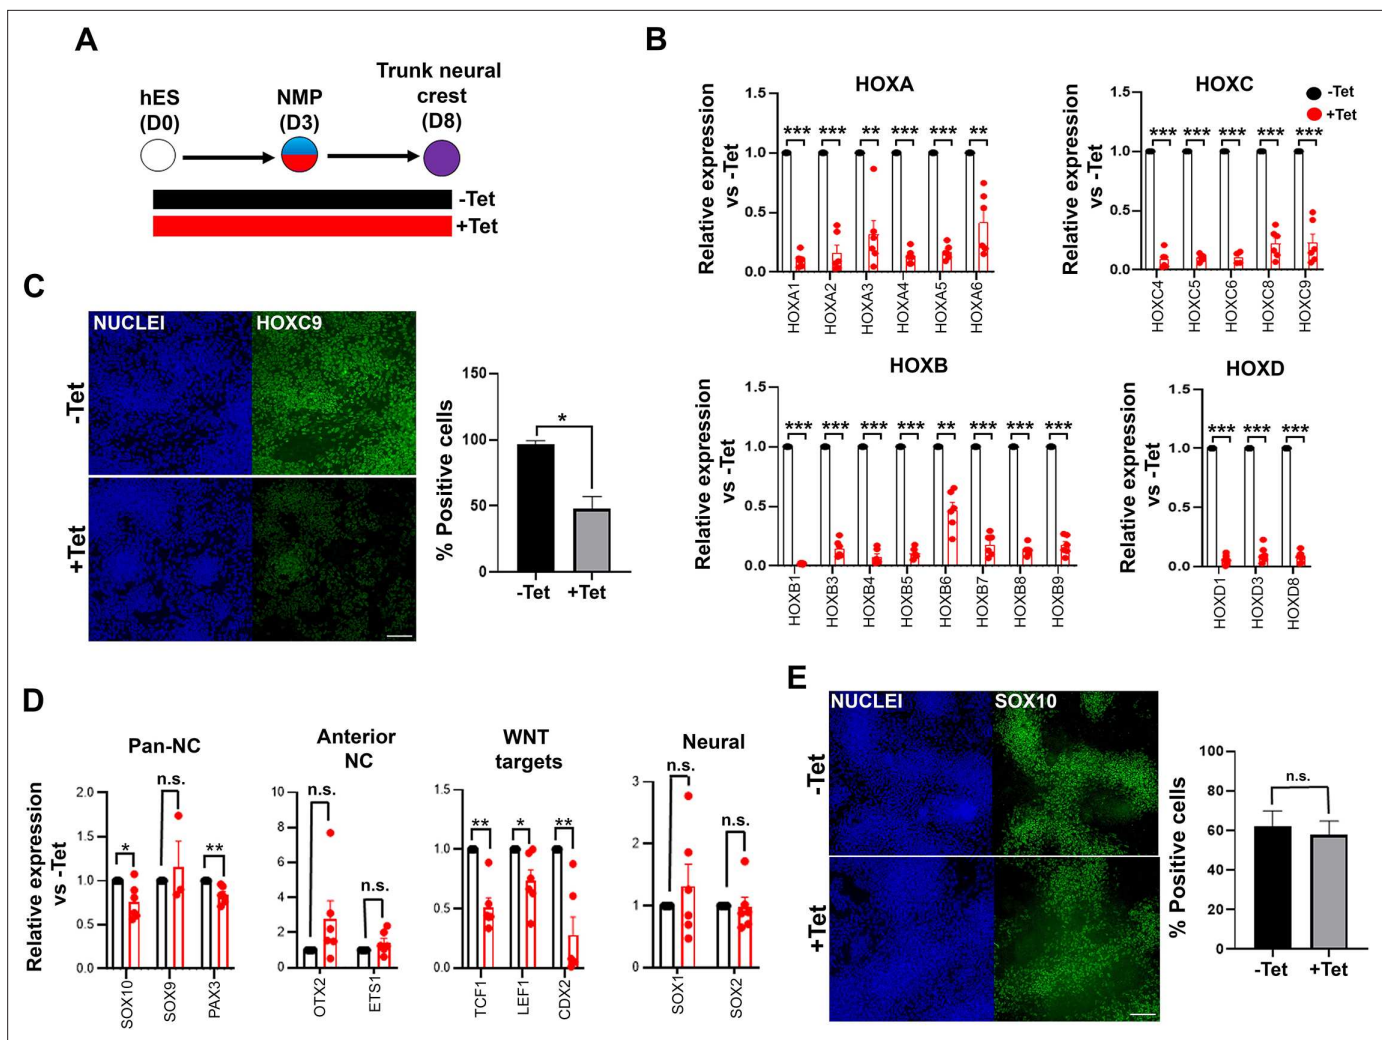 A
hES
(D0)
NMP
(D3)
Trunk neural
crest
(D8)
-Tet
+Tet
B
HOXA
Relative expression
vs -Tet
1.5
1.0
0.5
0.0
*** *** ** *** *** **
HOXA1 HOXA2 HOXA3 HOXA4 HOXA5 HOXA6
HOXC
-Tet
+Tet
Relative expression
vs -Tet
1.5
1.0
0.5
0.0
*** *** *** *** ***
HOXC4 HOXC5 HOXC6 HOXC8 HOXC9
HOXB
Relative expression
vs -Tet
1.5
1.0
0.5
0.0
*** *** *** *** ** *** *** ***
HOXB1 HOXB3 HOXB4 HOXB5 HOXB6 HOXB7 HOXB8 HOXB9
HOXD
Relative expression
vs -Tet
1.5
1.0
0.5
0.0
*** *** ***
HOXD1 HOXD3 HOXD8
C
NUCLEI HOXC9
-Tet
+Tet
% Positive cells
150
100
50
0
*
-Tet +Tet
D
Pan-NC
Relative expression
vs -Tet
2.0
1.5
1.0
0.5
0.0
* n.s. **
SOX10 SOX9 PAX3
Anterior
NC
10
8
6
4
2
0
n.s. n.s.
OTX2 ETS1
WNT
targets
1.5
1.0
0.5
0.0
** * **
TCF1 LEF1 CDX2
Neural
3
2
1
0
n.s. n.s.
SOX1 SOX2
E
NUCLEI SOX10
-Tet
+Tet
% Positive cells
100
80
60
40
20
0
n.s.
-Tet +Tet